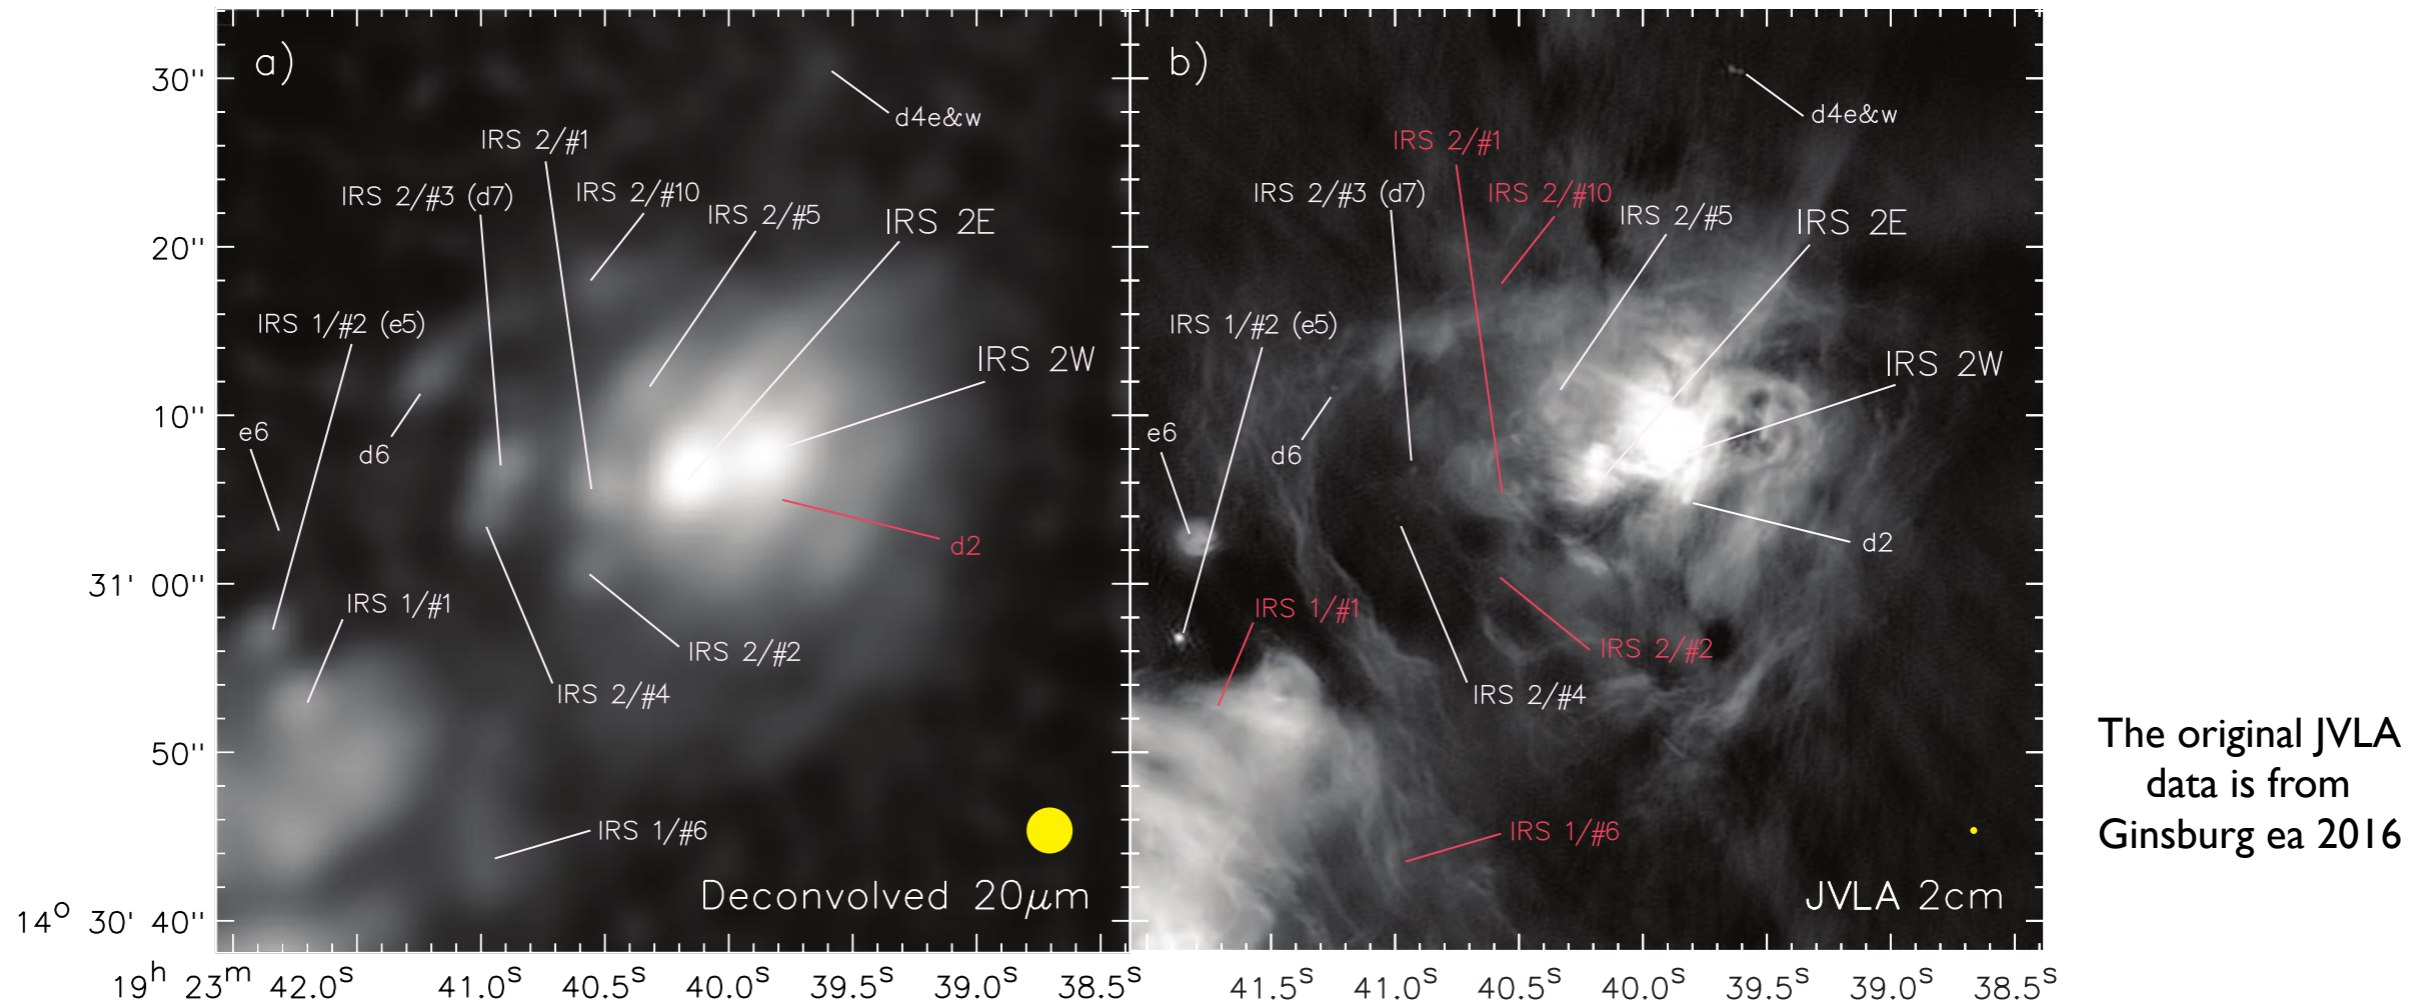 a)
30''
20''
10''
31' 00''
50''
14° 30' 40''
d4e&w
IRS 2/#1
IRS 2/#3 (d7)
IRS 2/#10
IRS 2/#5
IRS 2E
IRS 1/#2 (e5)
IRS 2W
e6
d6
d2
IRS 1/#1
IRS 2/#2
IRS 2/#4
IRS 1/#6
Deconvolved 20μm
19h 23m 42.0s
41.0s
40.5s
40.0s
39.5s
39.0s
38.5s
b)
d4e&w
IRS 2/#1
IRS 2/#3 (d7)
IRS 2/#10
IRS 2/#5
IRS 2E
IRS 1/#2 (e5)
IRS 2W
e6
d6
d2
IRS 1/#1
IRS 2/#2
IRS 2/#4
IRS 1/#6
JVLA 2cm
41.5s
41.0s
40.5s
40.0s
39.5s
39.0s
38.5s
The original JVLA
data is from
Ginsburg ea 2016